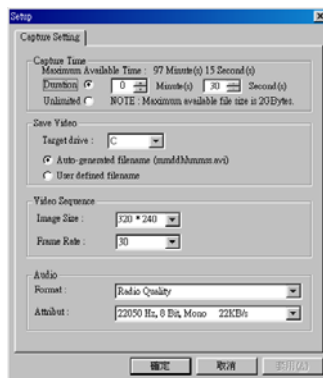 Setup
Capture Setting
Capture Time
Maximum Available Time : 97 Minute(s) 15 Second(s)
Duration 0 Minute(s) 30 Second(s)
Unlimited NOTE : Maximum available file size is 2GBytes.
Save Video
Target drive : C
Auto-generated filename (mmddhhmmm.avi)
User defined filename
Video Sequence
Image Size : 320 * 240
Frame Rate : 30
Audio
Format : Radio Quality
Attribut : 22050 Hz, 8 Bit, Mono 22KB/s
確定 取消 套用(A)